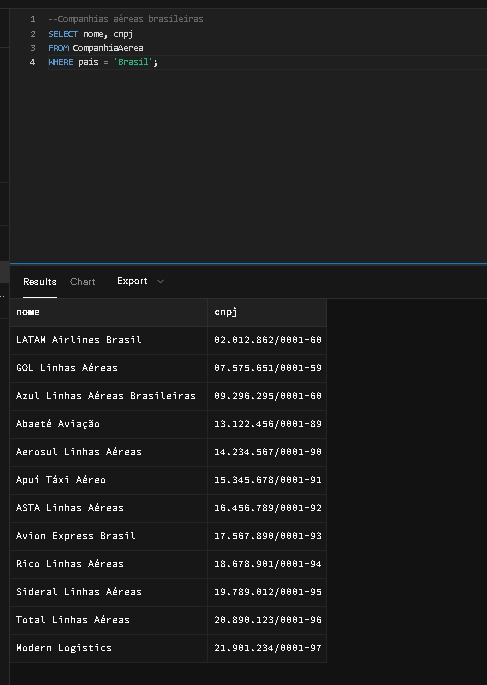 1 --Companhias aéreas brasileiras
2 SELECT nome, cnpj
3 FROM CompanhiaAerea
4 WHERE pais = 'Brasil';
Results Chart Export
nome cnpj
LATAM Airlines Brasil 02.012.862/0001-60
GOL Linhas Aéreas 07.575.651/0001-59
Azul Linhas Aéreas Brasileiras 09.296.295/0001-60
Abaeté Aviação 13.122.456/0001-89
Aerosul Linhas Aéreas 14.234.567/0001-90
Apuí Táxi Aéreo 15.345.678/0001-91
ASTA Linhas Aéreas 16.456.789/0001-92
Avion Express Brasil 17.567.890/0001-93
Rico Linhas Aéreas 18.678.901/0001-94
Sideral Linhas Aéreas 19.789.012/0001-95
Total Linhas Aéreas 20.890.123/0001-96
Modern Logistics 21.901.234/0001-97